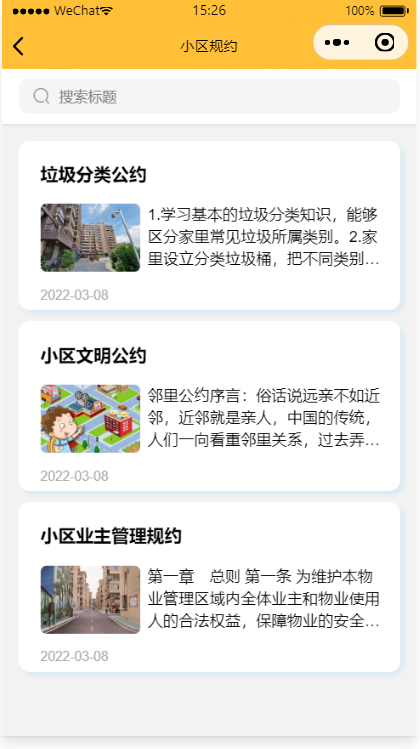 WeChat
15:26
100%
小区规约
搜索标题
垃圾分类公约
1.学习基本的垃圾分类知识，能够
区分家里常见垃圾所属类别。2.家
里设立分类垃圾桶，把不同类别...
2022-03-08
小区文明公约
邻里公约序言：俗话说远亲不如近
邻，近邻就是亲人，中国的传统，
人们一向看重邻里关系，过去弄...
2022-03-08
小区业主管理规约
第一章　总则 第一条 为维护本物
业管理区域内全体业主和物业使用
人的合法权益，保障物业的安全...
2022-03-08